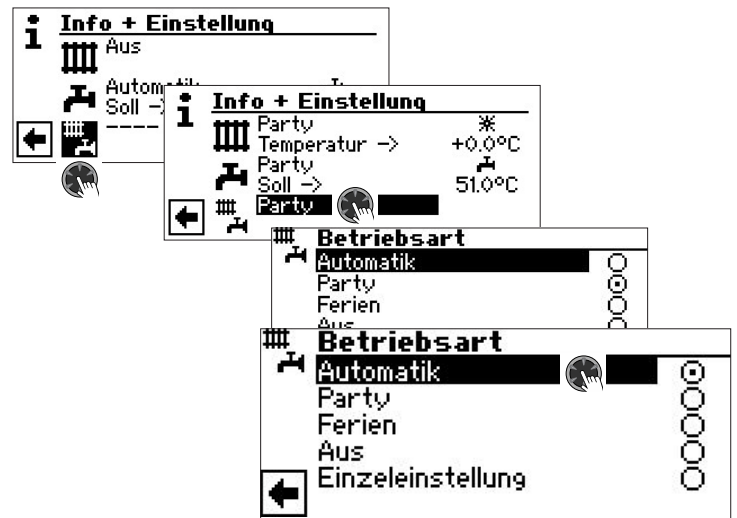 Info + Einstellung
Aus
Soll ->
----
Info + Einstellung
Party
Temperatur -> +0.0°C
Party
Soll -> 51.0°C
Party
Betriebsart
Automatik
Party
Ferien
Aus
Betriebsart
Automatik
Party
Ferien
Aus
Einzeleinstellung